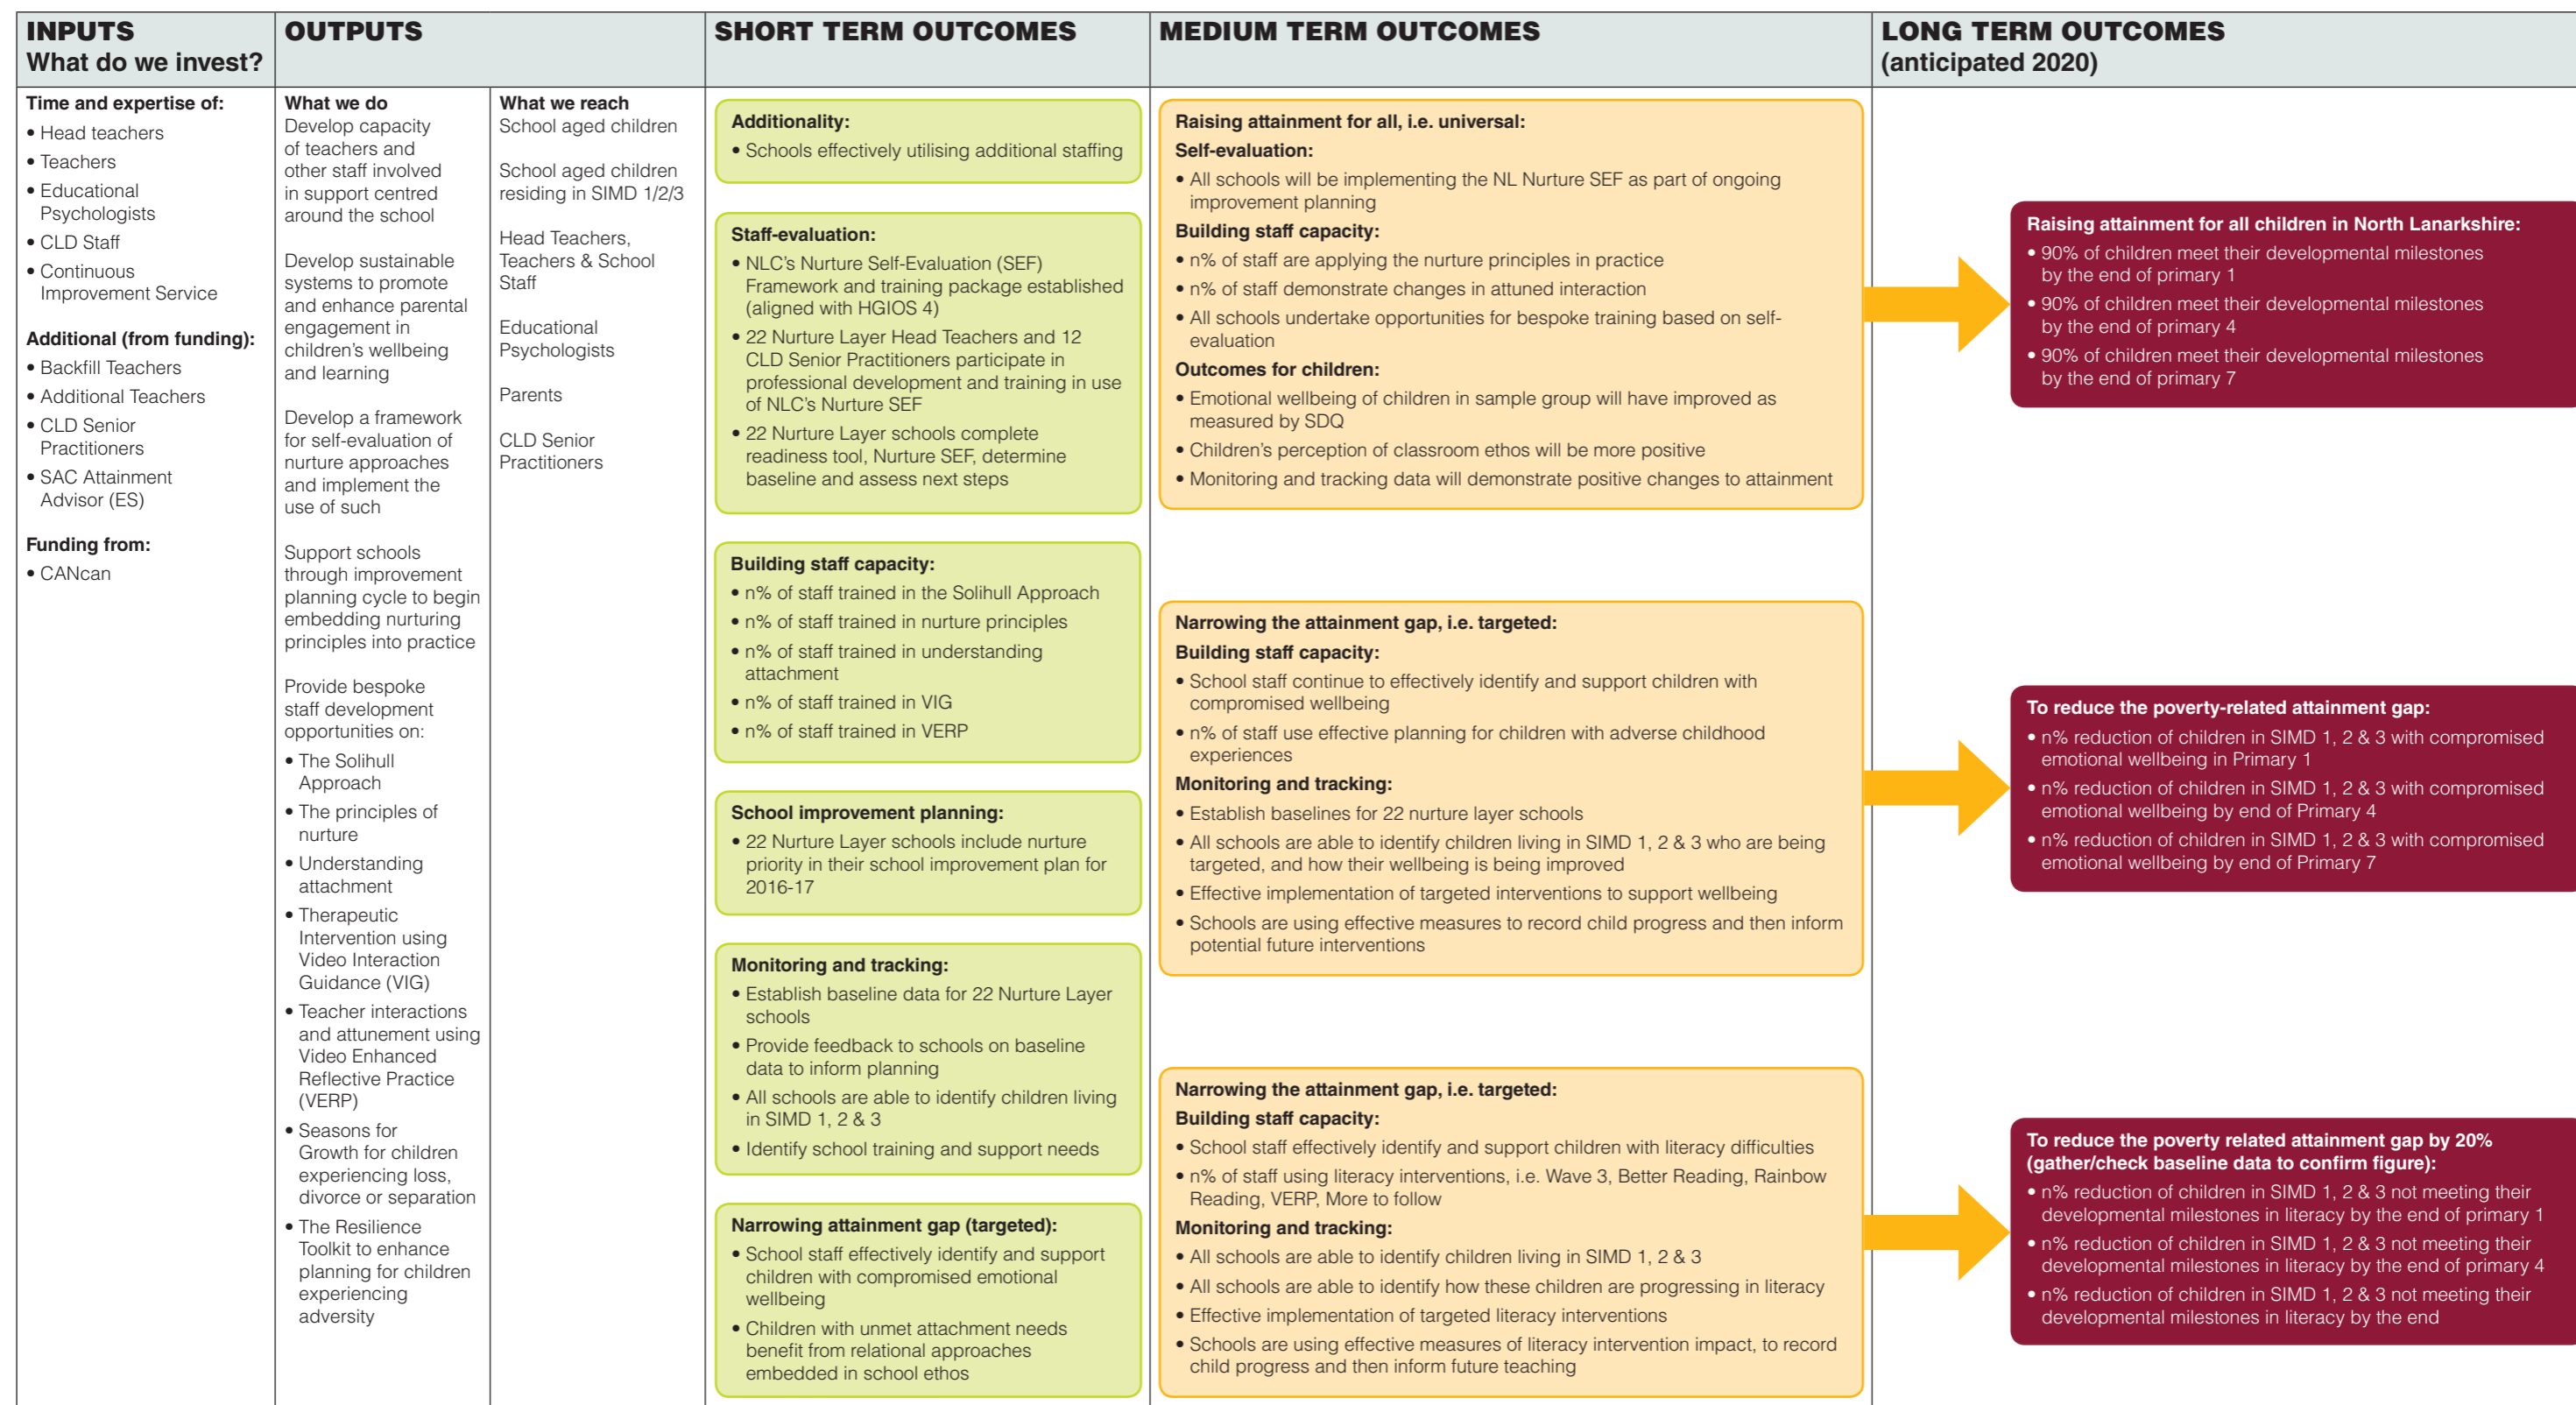 INPUTS
What do we invest?
OUTPUTS
SHORT TERM OUTCOMES
MEDIUM TERM OUTCOMES
LONG TERM OUTCOMES
(anticipated 2020)
Time and expertise of:
• Head teachers
• Teachers
• Educational
Psychologists
• CLD Staff
• Continuous
Improvement Service
Additional (from funding):
• Backfill Teachers
• Additional Teachers
• CLD Senior
Practitioners
• SAC Attainment
Advisor (ES)
Funding from:
• CANcan
What we do
Develop capacity
of teachers and
other staff involved
in support centred
around the school
Develop sustainable
systems to promote
and enhance parental
engagement in
children’s wellbeing
and learning
Develop a framework
for self-evaluation of
nurture approaches
and implement the
use of such
Support schools
through improvement
planning cycle to begin
embedding nurturing
principles into practice
Provide bespoke
staff development
opportunities on:
• The Solihull
Approach
• The principles of
nurture
• Understanding
attachment
• Therapeutic
Intervention using
Video Interaction
Guidance (VIG)
• Teacher interactions
and attunement using
Video Enhanced
Reflective Practice
(VERP)
• Seasons for
Growth for children
experiencing loss,
divorce or separation
• The Resilience
Toolkit to enhance
planning for children
experiencing
adversity
What we reach
School aged children
School aged children
residing in SIMD 1/2/3
Head Teachers,
Teachers & School
Staff
Educational
Psychologists
Parents
CLD Senior
Practitioners
Additionality:
• Schools effectively utilising additional staffing
Staff-evaluation:
• NLC’s Nurture Self-Evaluation (SEF)
Framework and training package established
(aligned with HGIOS 4)
• 22 Nurture Layer Head Teachers and 12
CLD Senior Practitioners participate in
professional development and training in use
of NLC’s Nurture SEF
• 22 Nurture Layer schools complete
readiness tool, Nurture SEF, determine
baseline and assess next steps
Building staff capacity:
• n% of staff trained in the Solihull Approach
• n% of staff trained in nurture principles
• n% of staff trained in understanding
attachment
• n% of staff trained in VIG
• n% of staff trained in VERP
School improvement planning:
• 22 Nurture Layer schools include nurture
priority in their school improvement plan for
2016-17
Monitoring and tracking:
• Establish baseline data for 22 Nurture Layer
schools
• Provide feedback to schools on baseline
data to inform planning
• All schools are able to identify children living
in SIMD 1, 2 & 3
• Identify school training and support needs
Narrowing attainment gap (targeted):
• School staff effectively identify and support
children with compromised emotional
wellbeing
• Children with unmet attachment needs
benefit from relational approaches
embedded in school ethos
Raising attainment for all, i.e. universal:
Self-evaluation:
• All schools will be implementing the NL Nurture SEF as part of ongoing
improvement planning
Building staff capacity:
• n% of staff are applying the nurture principles in practice
• n% of staff demonstrate changes in attuned interaction
• All schools undertake opportunities for bespoke training based on self-
evaluation
Outcomes for children:
• Emotional wellbeing of children in sample group will have improved as
measured by SDQ
• Children’s perception of classroom ethos will be more positive
• Monitoring and tracking data will demonstrate positive changes to attainment
Narrowing the attainment gap, i.e. targeted:
Building staff capacity:
• School staff continue to effectively identify and support children with
compromised wellbeing
• n% of staff use effective planning for children with adverse childhood
experiences
Monitoring and tracking:
• Establish baselines for 22 nurture layer schools
• All schools are able to identify children living in SIMD 1, 2 & 3 who are being
targeted, and how their wellbeing is being improved
• Effective implementation of targeted interventions to support wellbeing
• Schools are using effective measures to record child progress and then inform
potential future interventions
Narrowing the attainment gap, i.e. targeted:
Building staff capacity:
• School staff effectively identify and support children with literacy difficulties
• n% of staff using literacy interventions, i.e. Wave 3, Better Reading, Rainbow
Reading, VERP, More to follow
Monitoring and tracking:
• All schools are able to identify children living in SIMD 1, 2 & 3
• All schools are able to identify how these children are progressing in literacy
• Effective implementation of targeted literacy interventions
• Schools are using effective measures of literacy intervention impact, to record
child progress and then inform future teaching
Raising attainment for all children in North Lanarkshire:
• 90% of children meet their developmental milestones
by the end of primary 1
• 90% of children meet their developmental milestones
by the end of primary 4
• 90% of children meet their developmental milestones
by the end of primary 7
To reduce the poverty-related attainment gap:
• n% reduction of children in SIMD 1, 2 & 3 with compromised
emotional wellbeing in Primary 1
• n% reduction of children in SIMD 1, 2 & 3 with compromised
emotional wellbeing by end of Primary 4
• n% reduction of children in SIMD 1, 2 & 3 with compromised
emotional wellbeing by end of Primary 7
To reduce the poverty related attainment gap by 20%
(gather/check baseline data to confirm figure):
• n% reduction of children in SIMD 1, 2 & 3 not meeting their
developmental milestones in literacy by the end of primary 1
• n% reduction of children in SIMD 1, 2 & 3 not meeting their
developmental milestones in literacy by the end of primary 4
• n% reduction of children in SIMD 1, 2 & 3 not meeting their
developmental milestones in literacy by the end